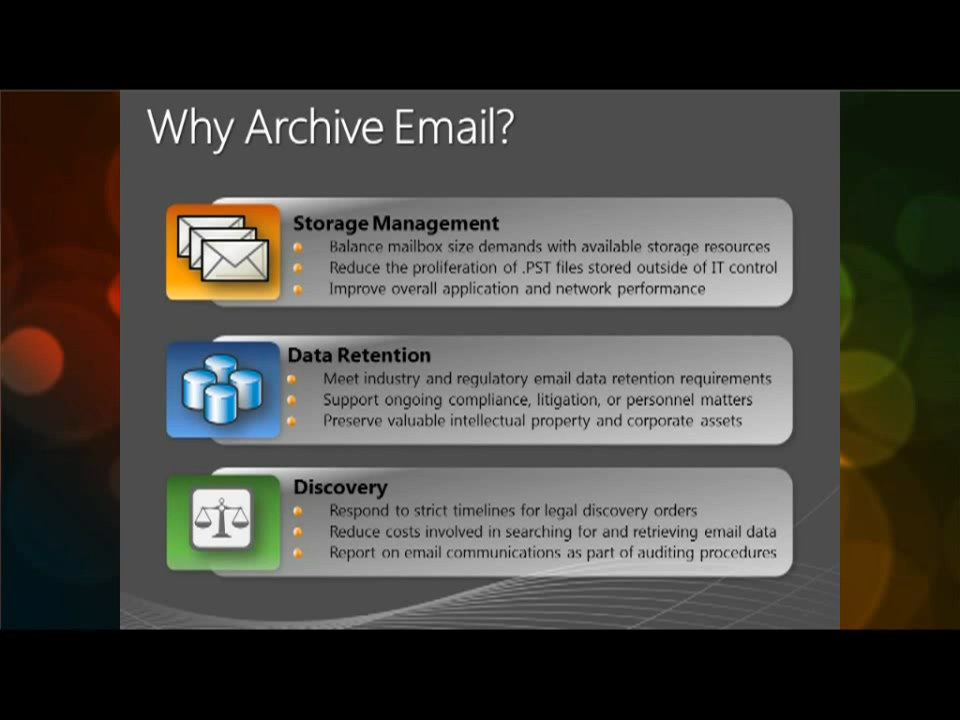 Why Archive Email?
Storage Management
Balance mailbox size demands with available storage resources
Reduce the proliferation of .PST files stored outside of IT control
Improve overall application and network performance
Data Retention
Meet industry and regulatory email data retention requirements
Support ongoing compliance, litigation, or personnel matters
Preserve valuable intellectual property and corporate assets
Discovery
Respond to strict timelines for legal discovery orders
Reduce costs involved in searching for and retrieving email data
Report on email communications as part of auditing procedures